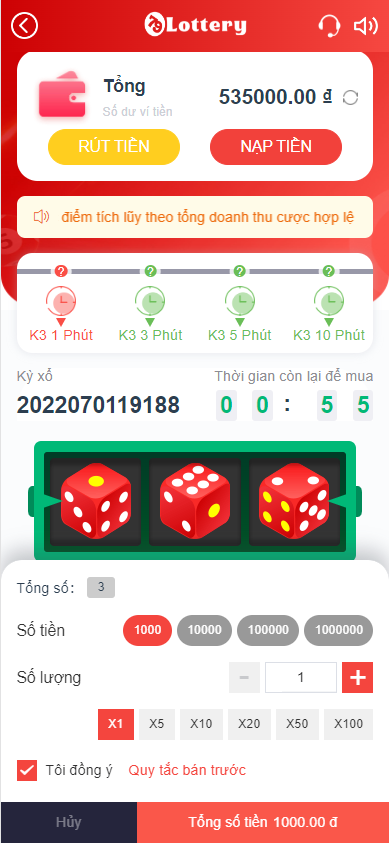 Lottery
Tổng
Số dư ví tiền
535000.00 ₫
RÚT TIỀN
NẠP TIỀN
điểm tích lũy theo tổng doanh thu cược hợp lệ
? ? ? ?
K3 1 Phút K3 3 Phút K3 5 Phút K3 10 Phút
Kỳ xổ
Thời gian còn lại để mua
2022070119188
0 0 : 5 5
Tổng số: 3
Số tiền 1000 10000 100000 1000000
Số lượng - 1 +
X1 X5 X10 X20 X50 X100
Tôi đồng ý Quy tắc bán trước
Hủy
Tổng số tiền 1000.00 đ